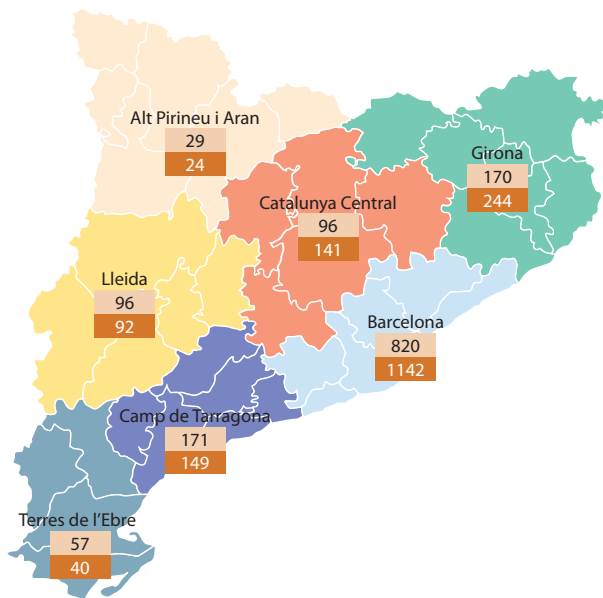 Alt Pirineu i Aran
29
24
Girona
170
244
Catalunya Central
96
141
Lleida
96
92
Barcelona
820
1142
Camp de Tarragona
171
149
Terres de l'Ebre
57
40